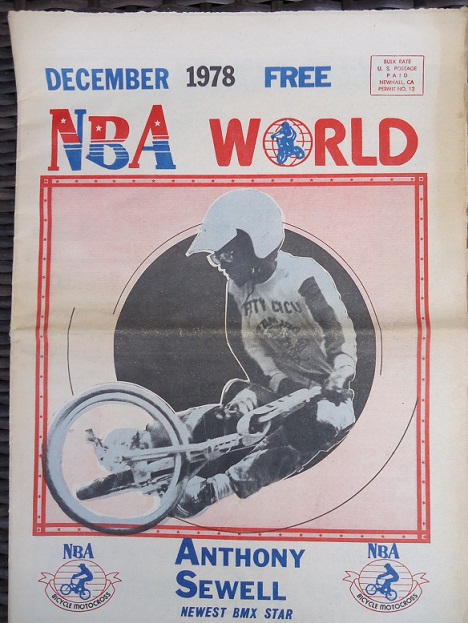 DECEMBER 1978 FREE
BULK RATE
U. S. POSTAGE
PAID
NEWHALL, CA
PERMIT NO. 12
NBA WORLD
ANTHONY
SEWELL
NEWEST BMX STAR
NBA
BICYCLE MOTOCROSS
NBA
BICYCLE MOTOCROSS